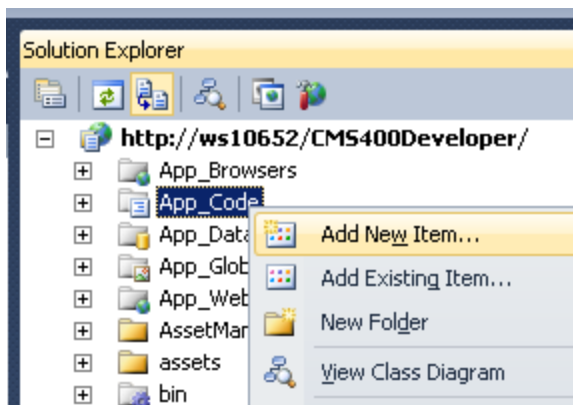 Solution Explorer
http://ws10652/CMS400Developer/
App_Browsers
App_Code
Add New Item...
App_Data
App_Glob
Add Existing Item...
App_Web
New Folder
AssetMan
assets
View Class Diagram
bin